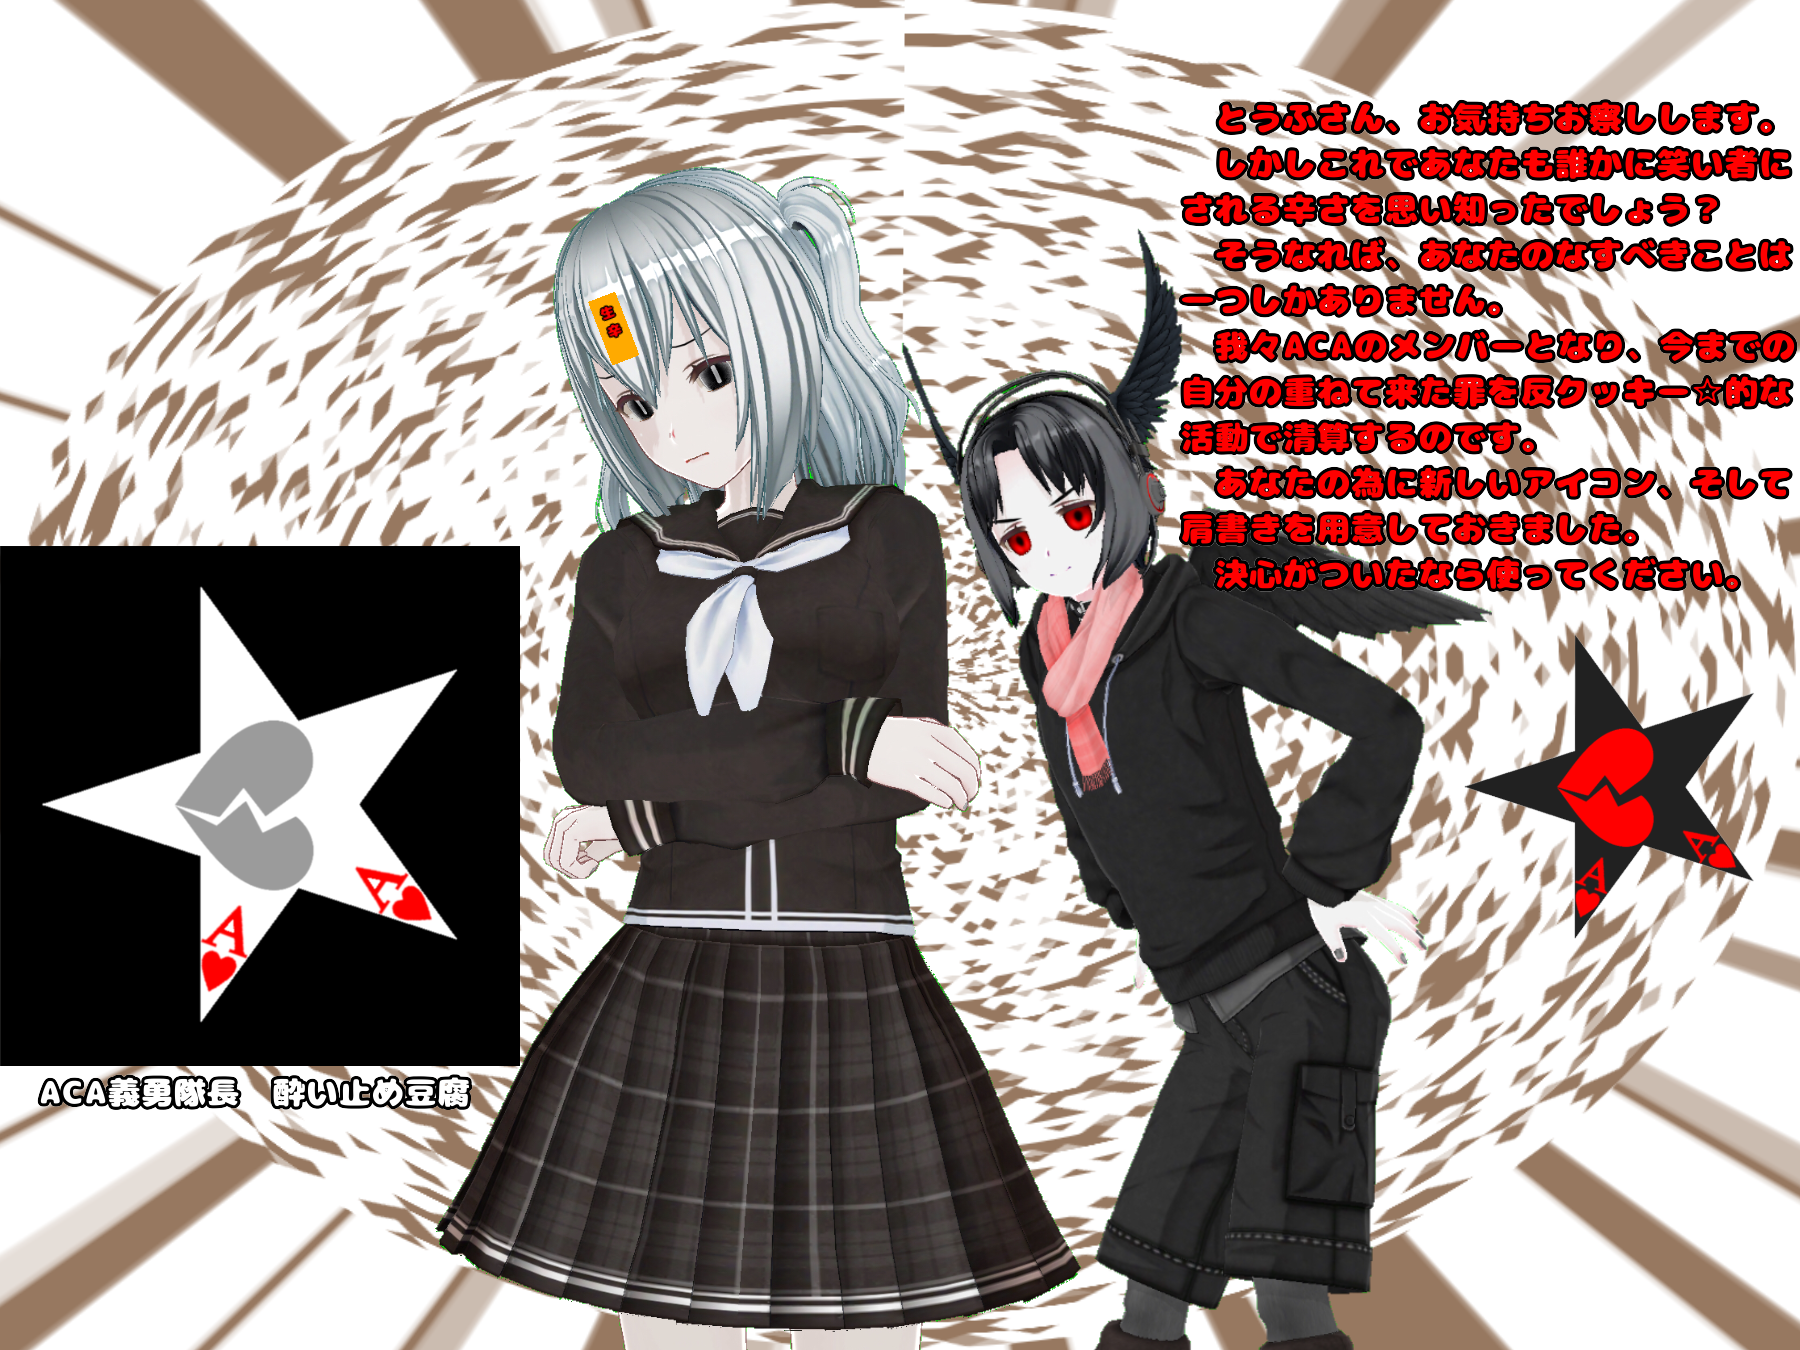 とうふさん、お気持ちお察しします。
しかしこれであなたも誰かに笑い者に
される辛さを思い知ったでしょう？
そうなれば、あなたのなすべきことは
一つしかありません。
我々ACAのメンバーとなり、今までの
自分の重ねて来た罪を反クッキー☆的な
活動で清算するのです。
あなたの為に新しいアイコン、そして
肩書きを用意しておきました。
決心がついたなら使ってください。
生
辛
A
A
A
A
ACA義勇隊長　酔い止め豆腐